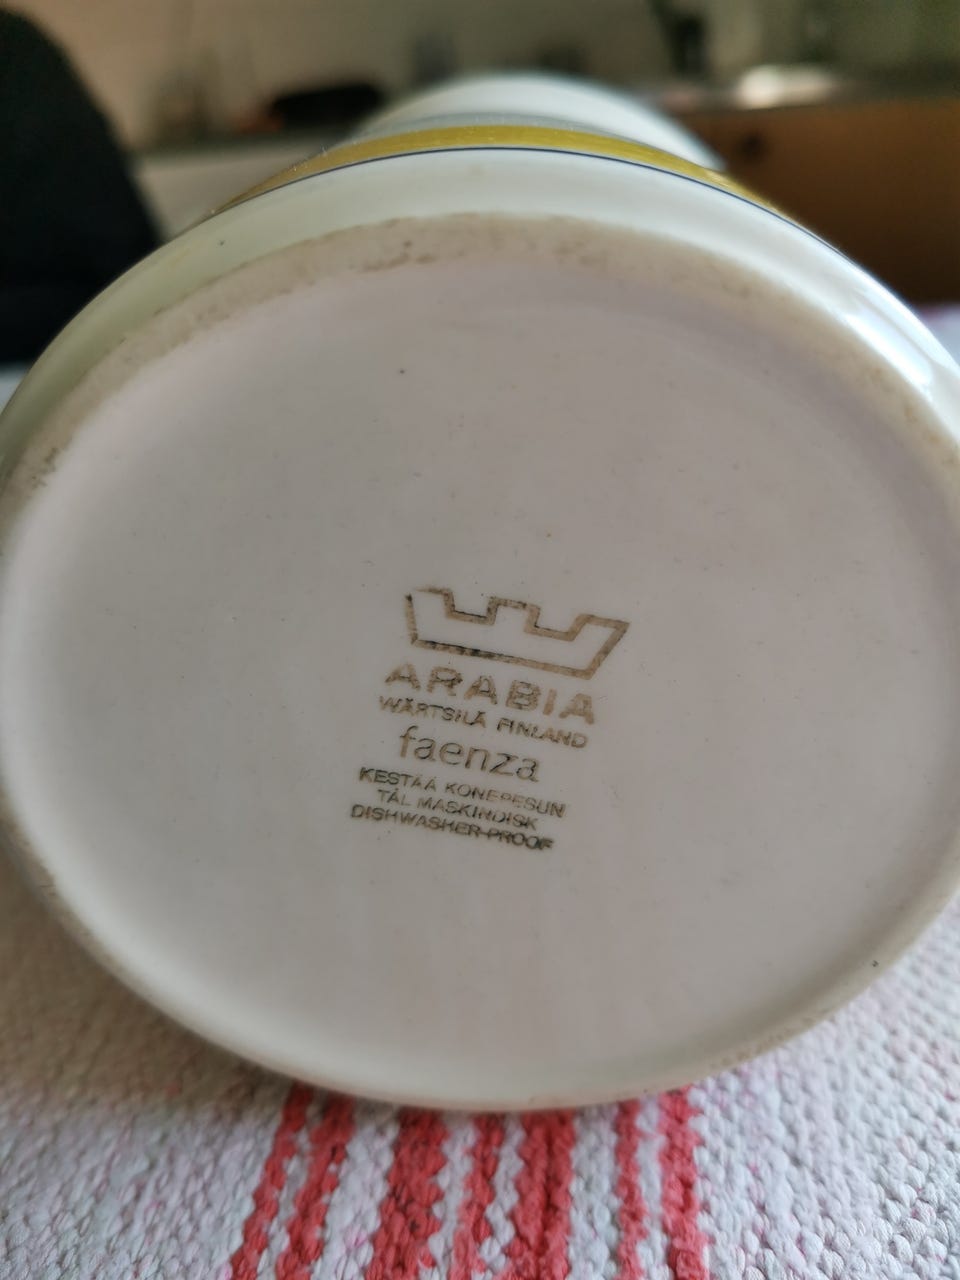 ARABIA
WÄRTSILÄ FINLAND
faenza
KESTÄÄ KONEPESUN
TÅL MASKINDISK
DISHWASHER-PROOF